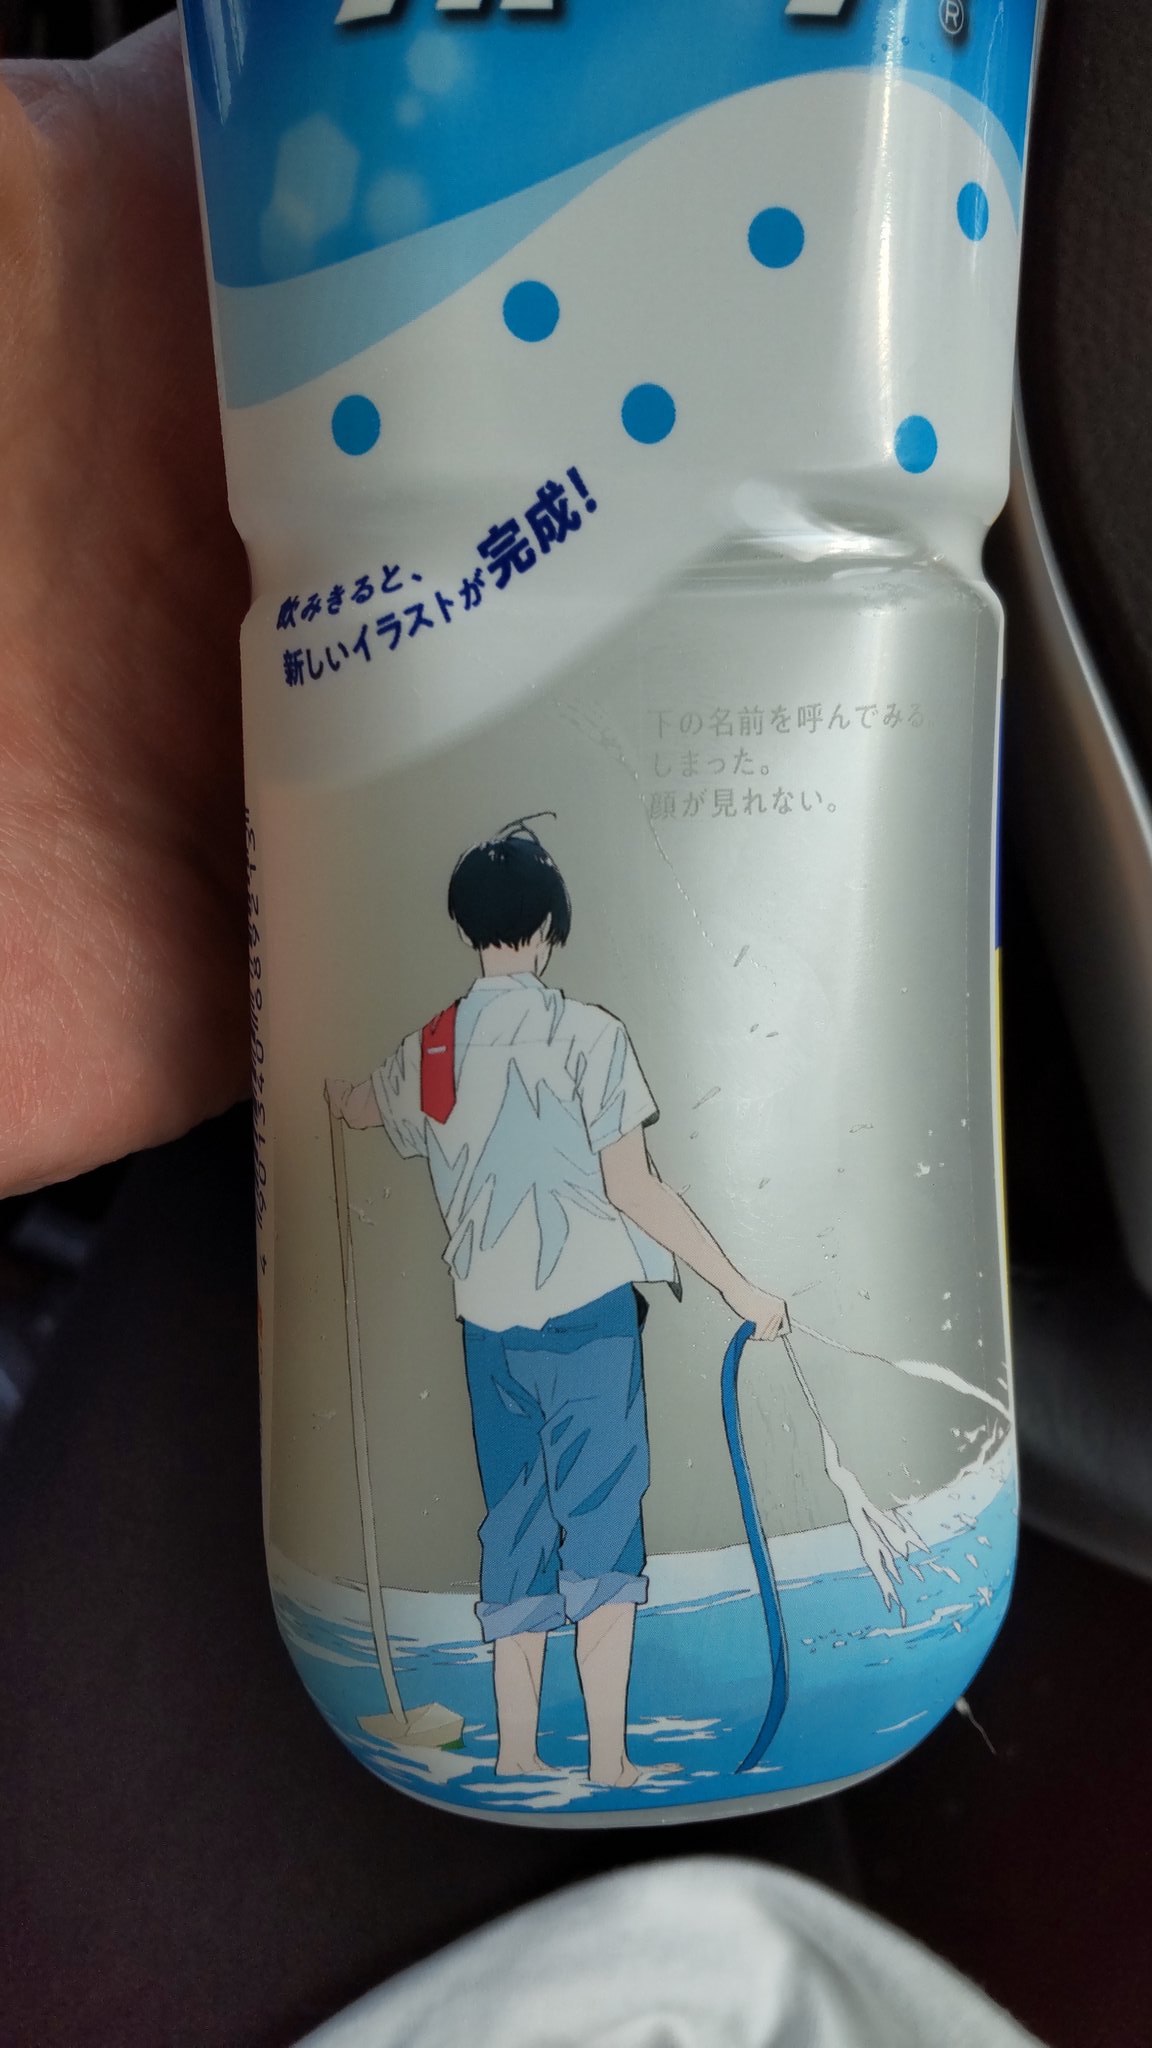 ®
飲みきると、
新しいイラストが完成!
下の名前を呼んでみる
しまった。
顔が見れない。